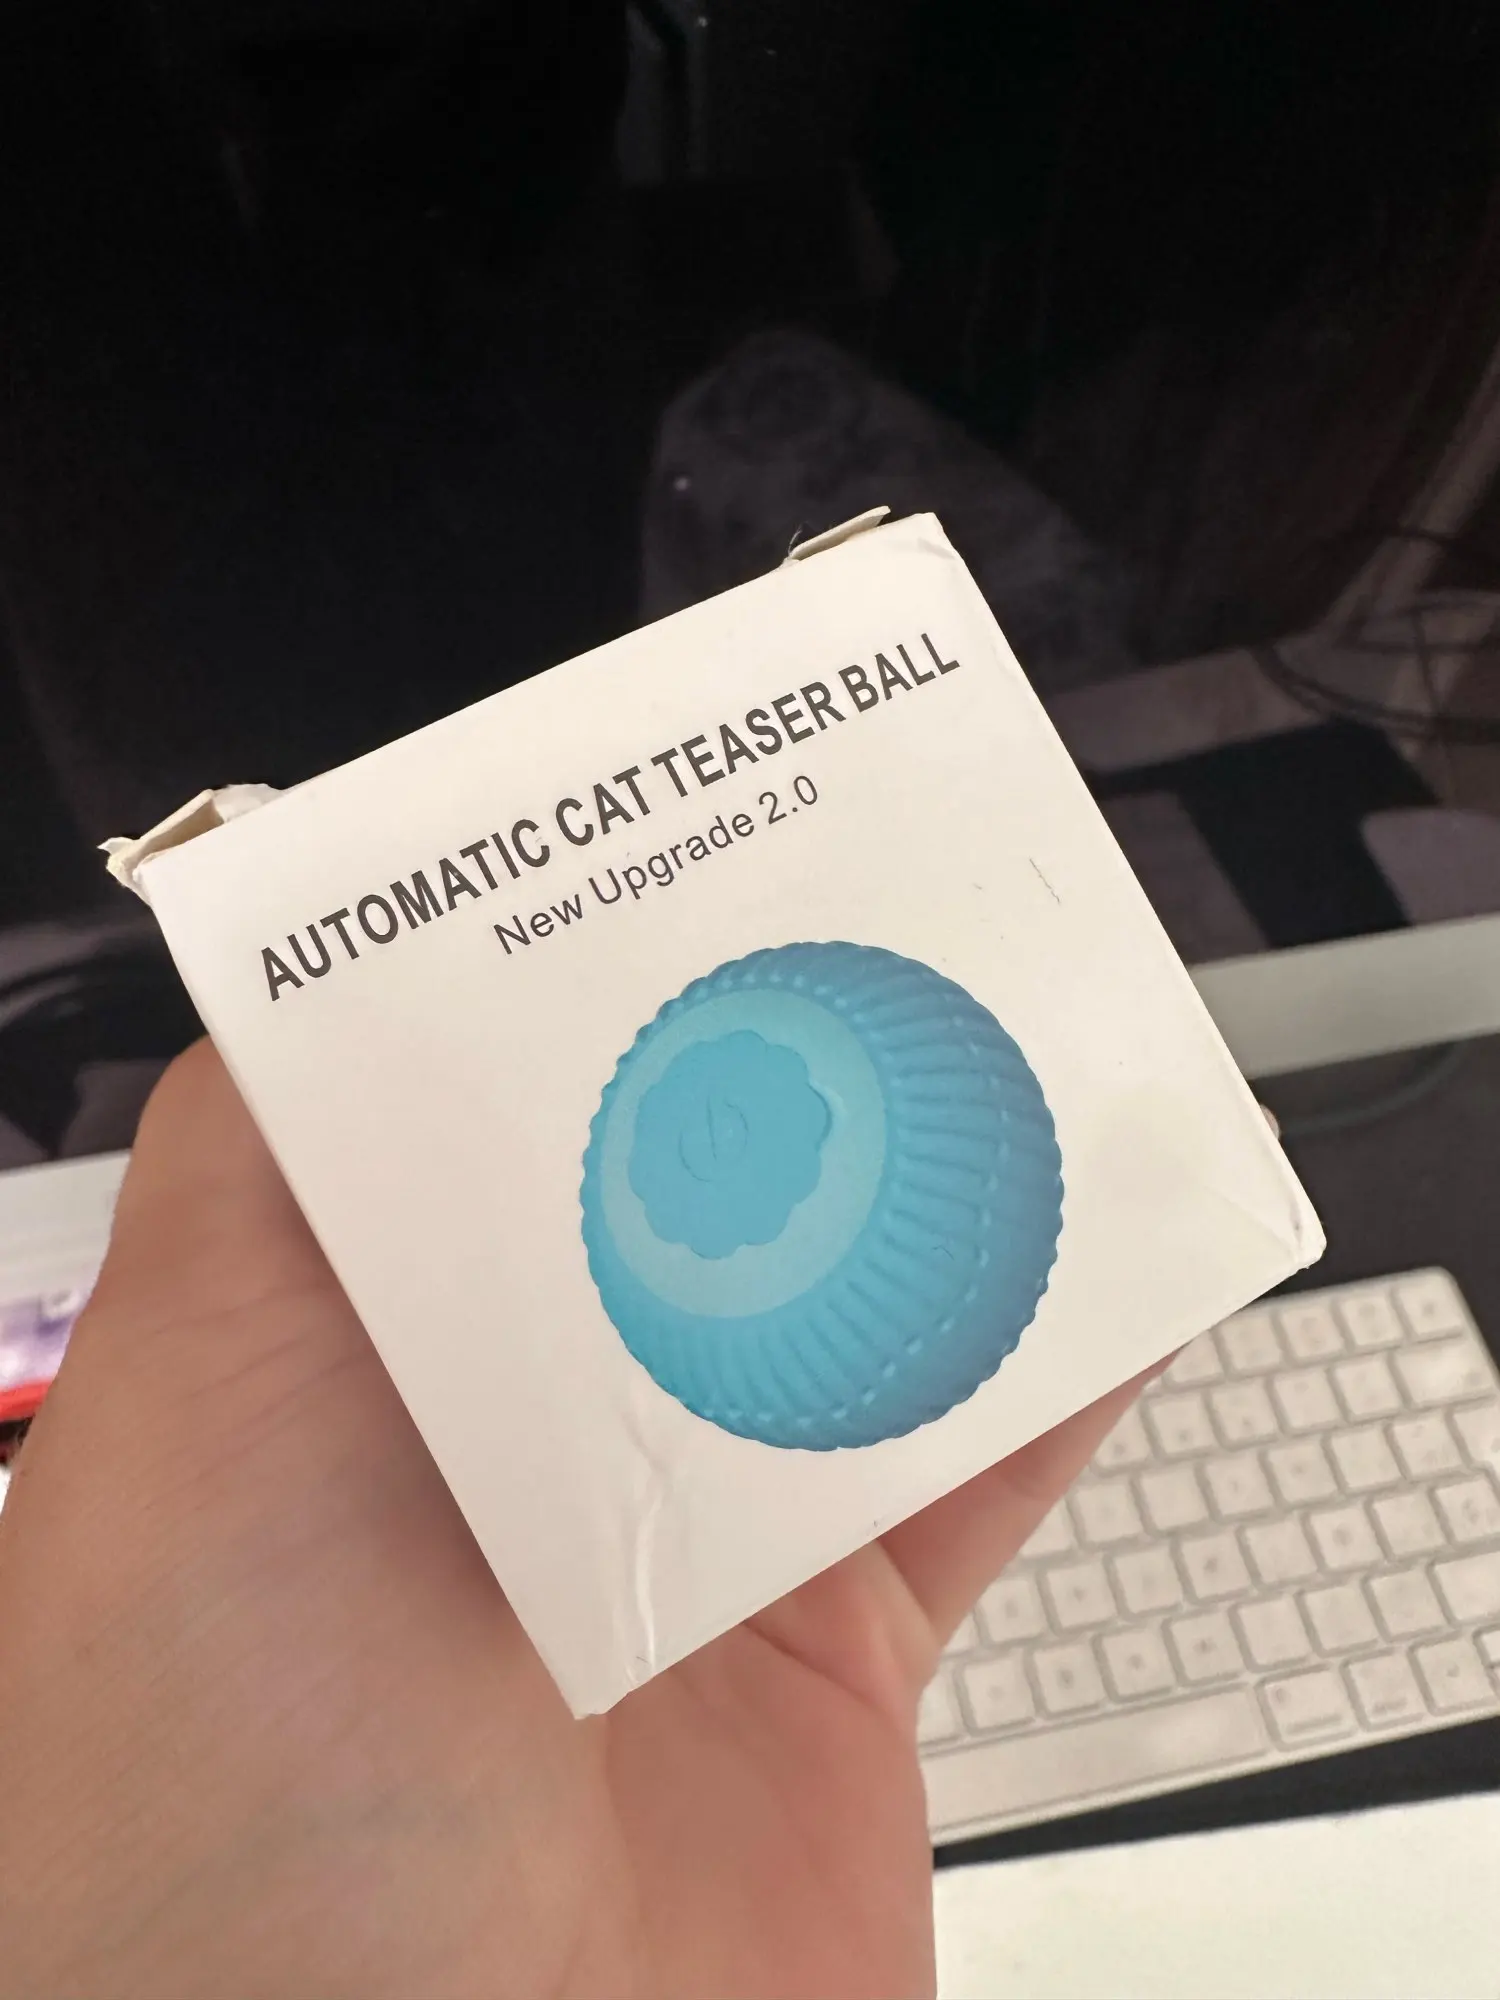 AUTOMATIC CAT TEASER BALL
New Upgrade 2.0